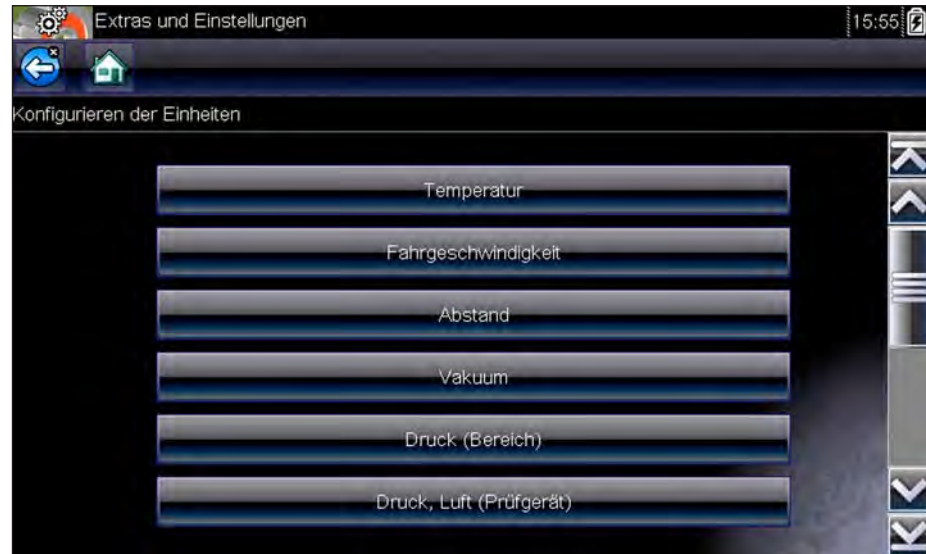 Extras und Einstellungen 15:55
Konfigurieren der Einheiten
Temperatur
Fahrgeschwindigkeit
Abstand
Vakuum
Druck (Bereich)
Druck, Luft (Prüfgerät)